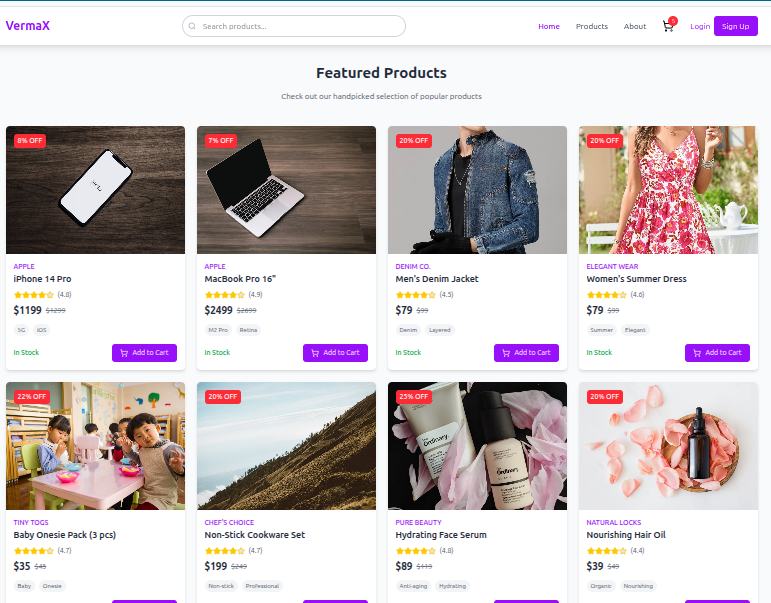 VermaX
Search products...
Home
Products
About
5
Login
Sign Up
Featured Products
Check out our handpicked selection of popular products
8% OFF
7% OFF
20% OFF
20% OFF
APPLE
iPhone 14 Pro
(4.8)
$1199 $1299
5G iOS
In Stock
Add to Cart
APPLE
MacBook Pro 16"
(4.9)
$2499 $2699
M2 Pro Retina
In Stock
Add to Cart
DENIM CO.
Men's Denim Jacket
(4.5)
$79 $99
Denim Layered
In Stock
Add to Cart
ELEGANT WEAR
Women's Summer Dress
(4.6)
$79 $99
Summer Elegant
In Stock
Add to Cart
22% OFF
20% OFF
25% OFF
The
Ordinary.
The
Ordinary.
20% OFF
TINY TOGS
Baby Onesie Pack (3 pcs)
(4.7)
$35 $45
Baby Onesie
CHEF'S CHOICE
Non-Stick Cookware Set
(4.7)
$199 $249
Non-stick Professional
PURE BEAUTY
Hydrating Face Serum
(4.8)
$89 $119
Anti-aging Hydrating
NATURAL LOCKS
Nourishing Hair Oil
(4.4)
$39 $49
Organic Nourishing